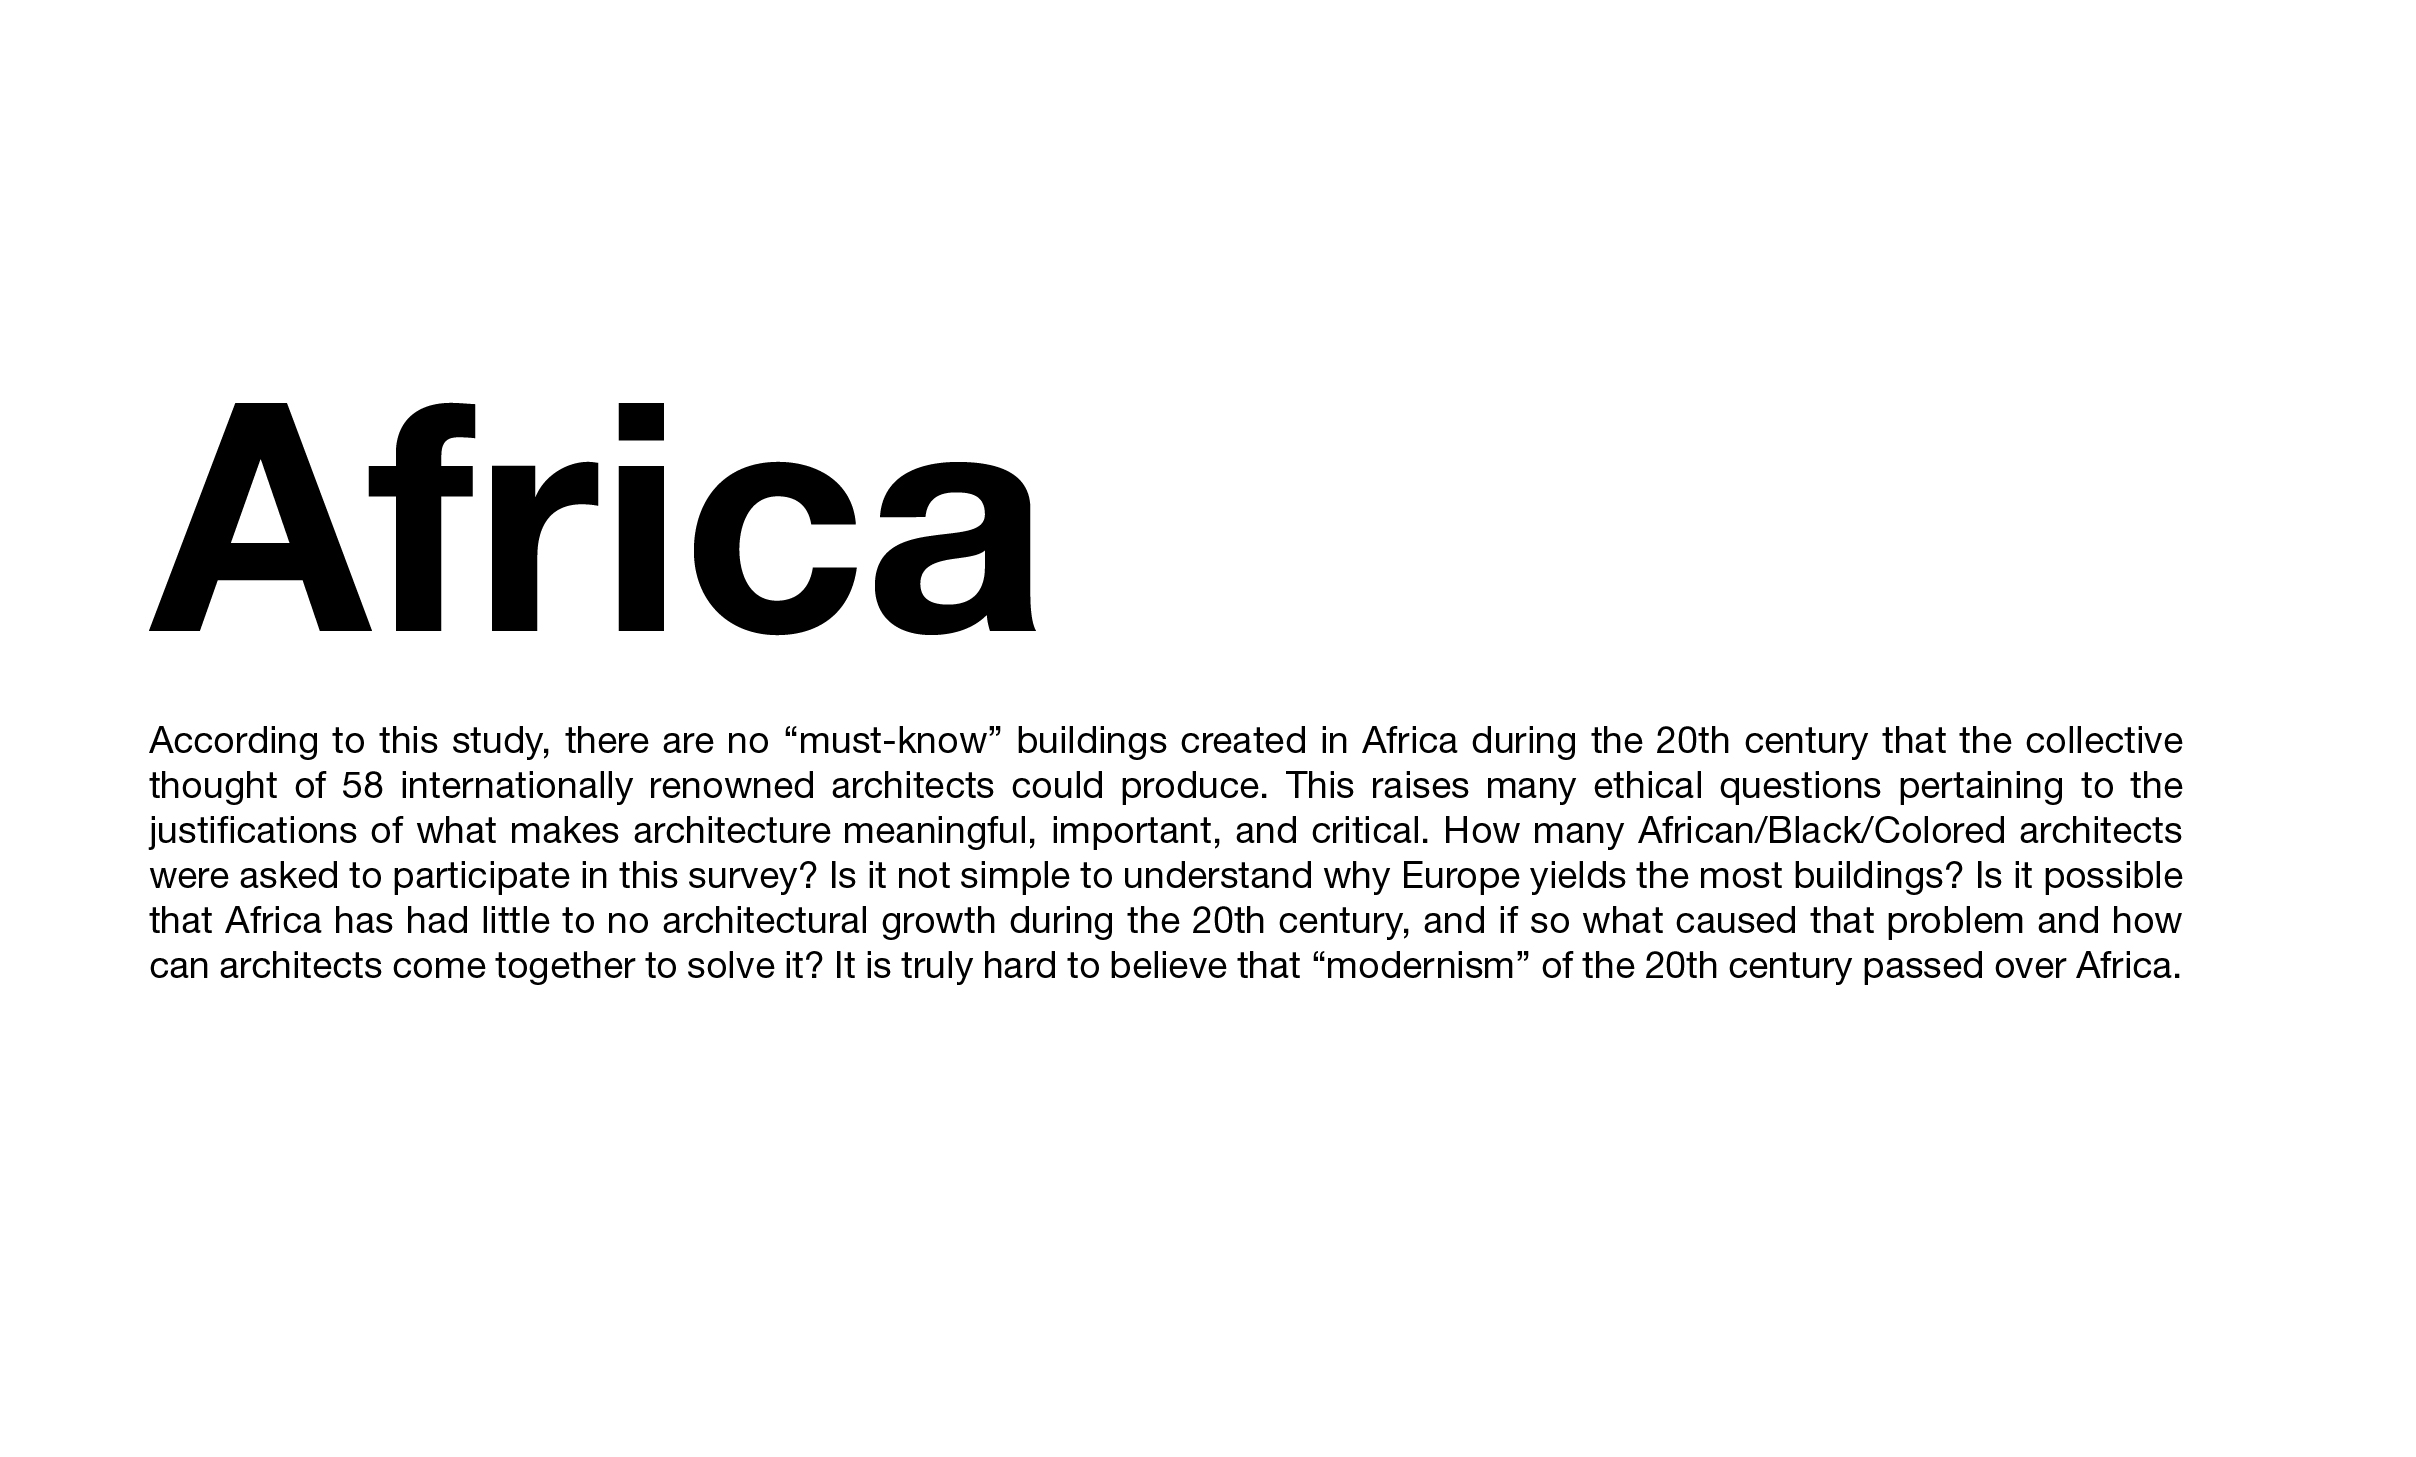 Africa
According to this study, there are no “must-know” buildings created in Africa during the 20th century that the collective
thought of 58 internationally renowned architects could produce. This raises many ethical questions pertaining to the
justifications of what makes architecture meaningful, important, and critical. How many African/Black/Colored architects
were asked to participate in this survey? Is it not simple to understand why Europe yields the most buildings? Is it possible
that Africa has had little to no architectural growth during the 20th century, and if so what caused that problem and how
can architects come together to solve it? It is truly hard to believe that “modernism” of the 20th century passed over Africa.